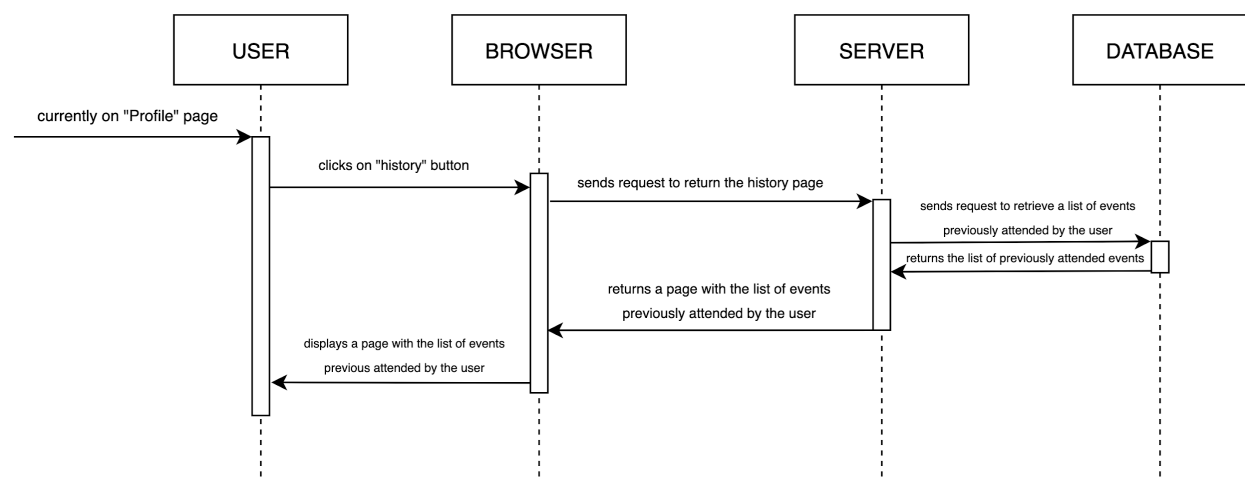 USER
BROWSER
SERVER
DATABASE
currently on "Profile" page
clicks on "history" button
sends request to return the history page
sends request to retrieve a list of events
previously attended by the user
returns the list of previously attended events
returns a page with the list of events
previously attended by the user
displays a page with the list of events
previous attended by the user